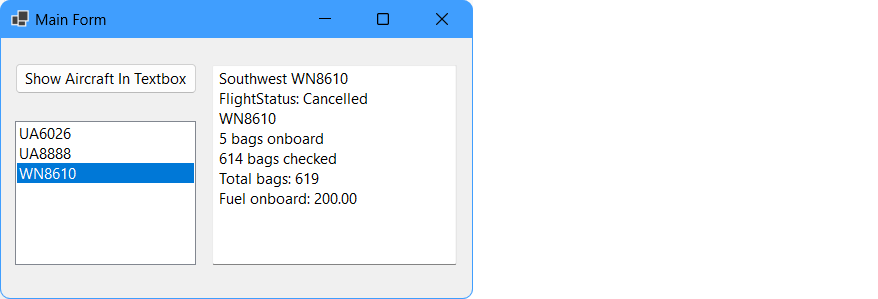 Main Form
Show Aircraft In Textbox
UA6026
UA8888
WN8610
Southwest WN8610
FlightStatus: Cancelled
WN8610
5 bags onboard
614 bags checked
Total bags: 619
Fuel onboard: 200.00